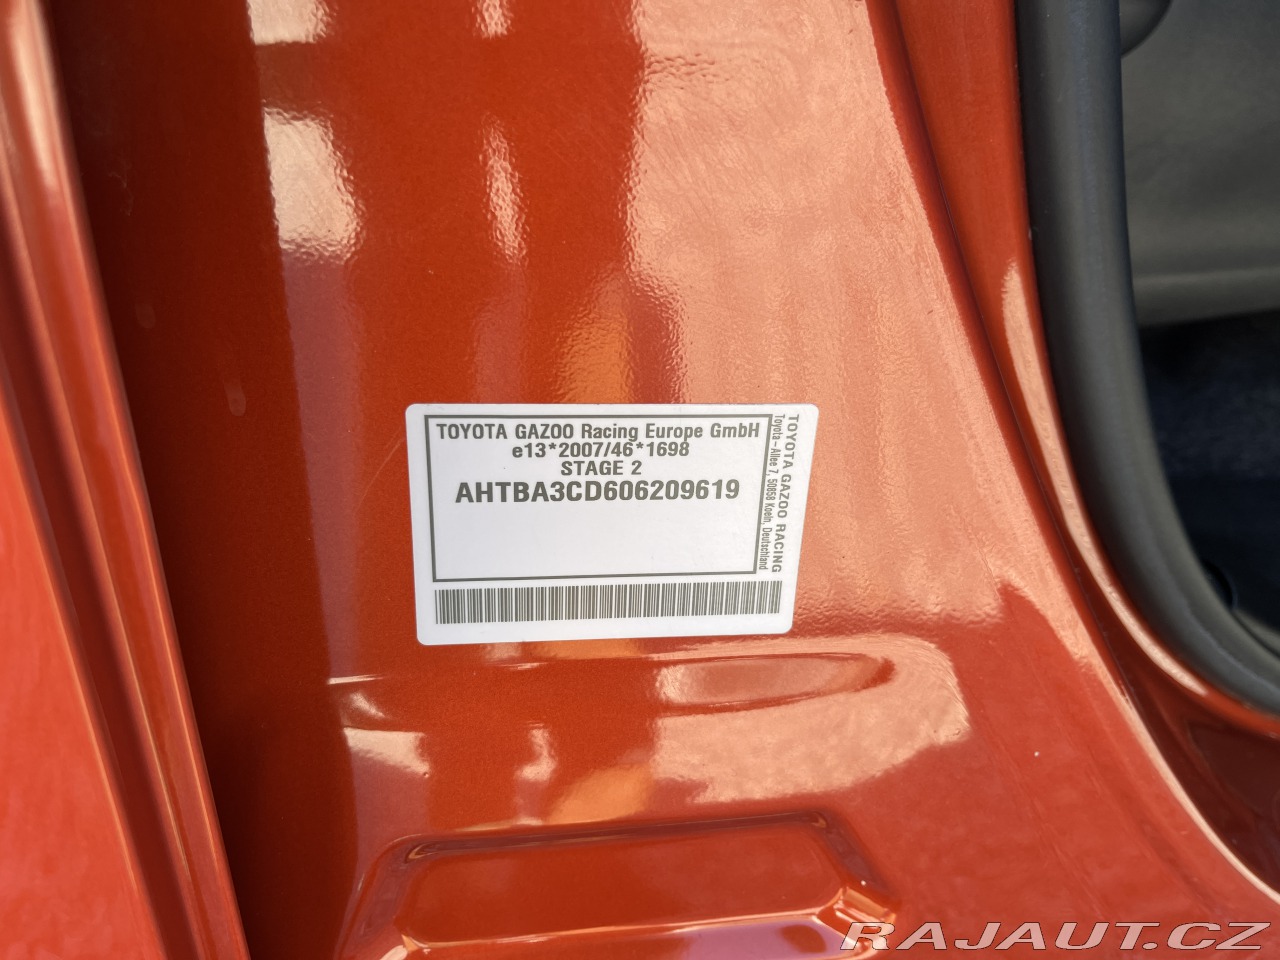 TOYOTA GAZOO Racing Europe GmbH
e13*2007/46*1698
STAGE 2
AHTBA3CD606209619
TOYOTA GAZOO RACING
Toyota-Allee 7, 50858 Koeln, Deutschland
RAJAUT.CZ